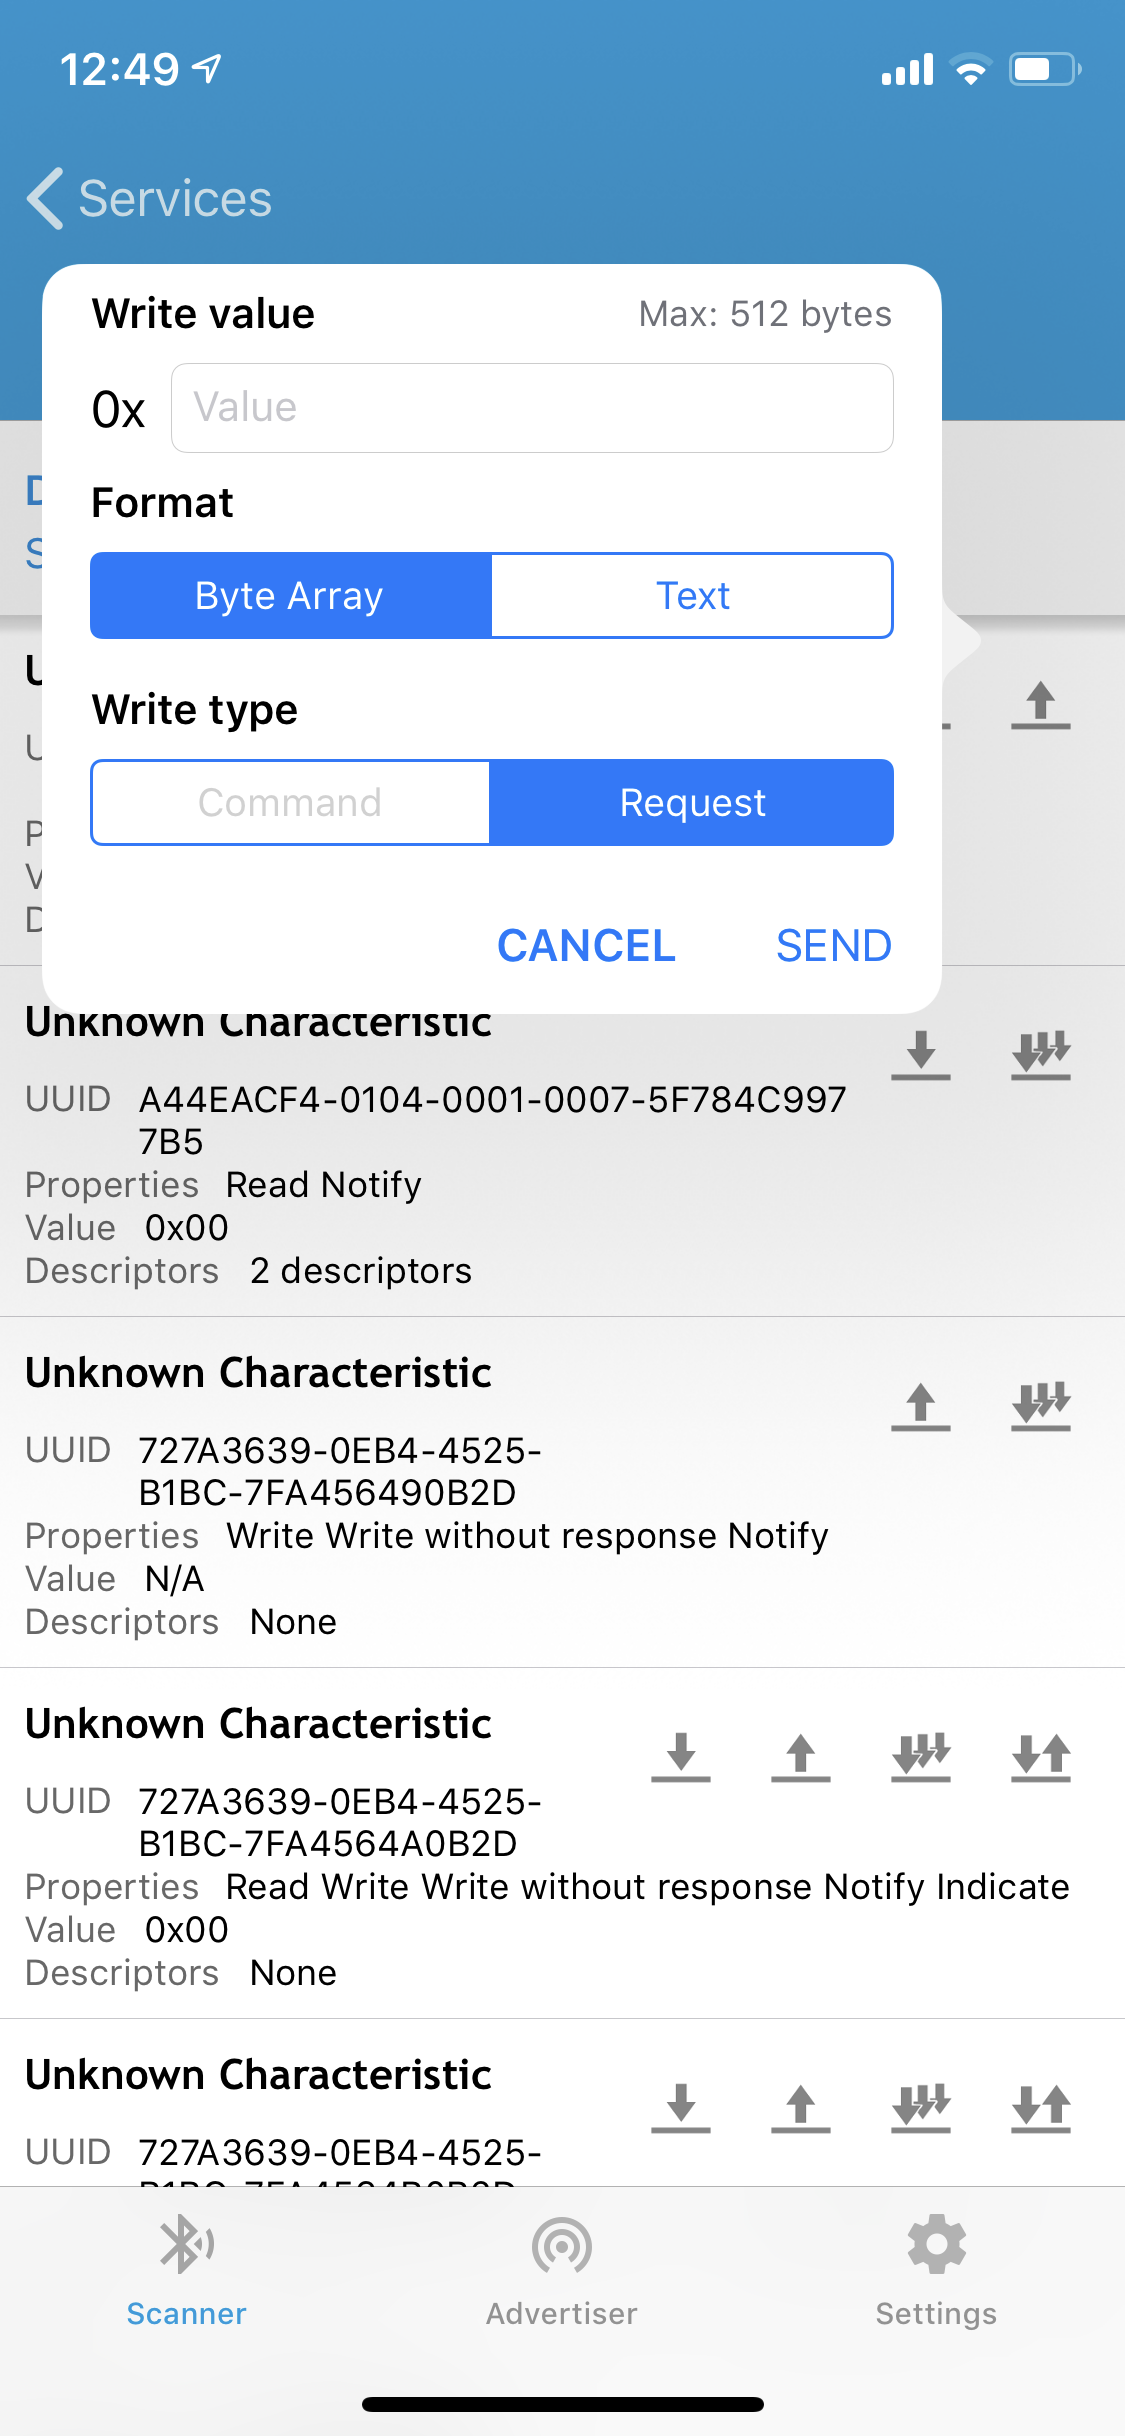 12:49
Services
Write value Max: 512 bytes
0x Value
Format
Byte Array Text
Write type
Command Request
CANCEL SEND
Unknown Characteristic
UUID A44EACF4-0104-0001-0007-5F784C997
7B5
Properties Read Notify
Value 0x00
Descriptors 2 descriptors
Unknown Characteristic
UUID 727A3639-0EB4-4525-
B1BC-7FA456490B2D
Properties Write Write without response Notify
Value N/A
Descriptors None
Unknown Characteristic
UUID 727A3639-0EB4-4525-
B1BC-7FA4564A0B2D
Properties Read Write Write without response Notify Indicate
Value 0x00
Descriptors None
Unknown Characteristic
UUID 727A3639-0EB4-4525-
Scanner Advertiser Settings